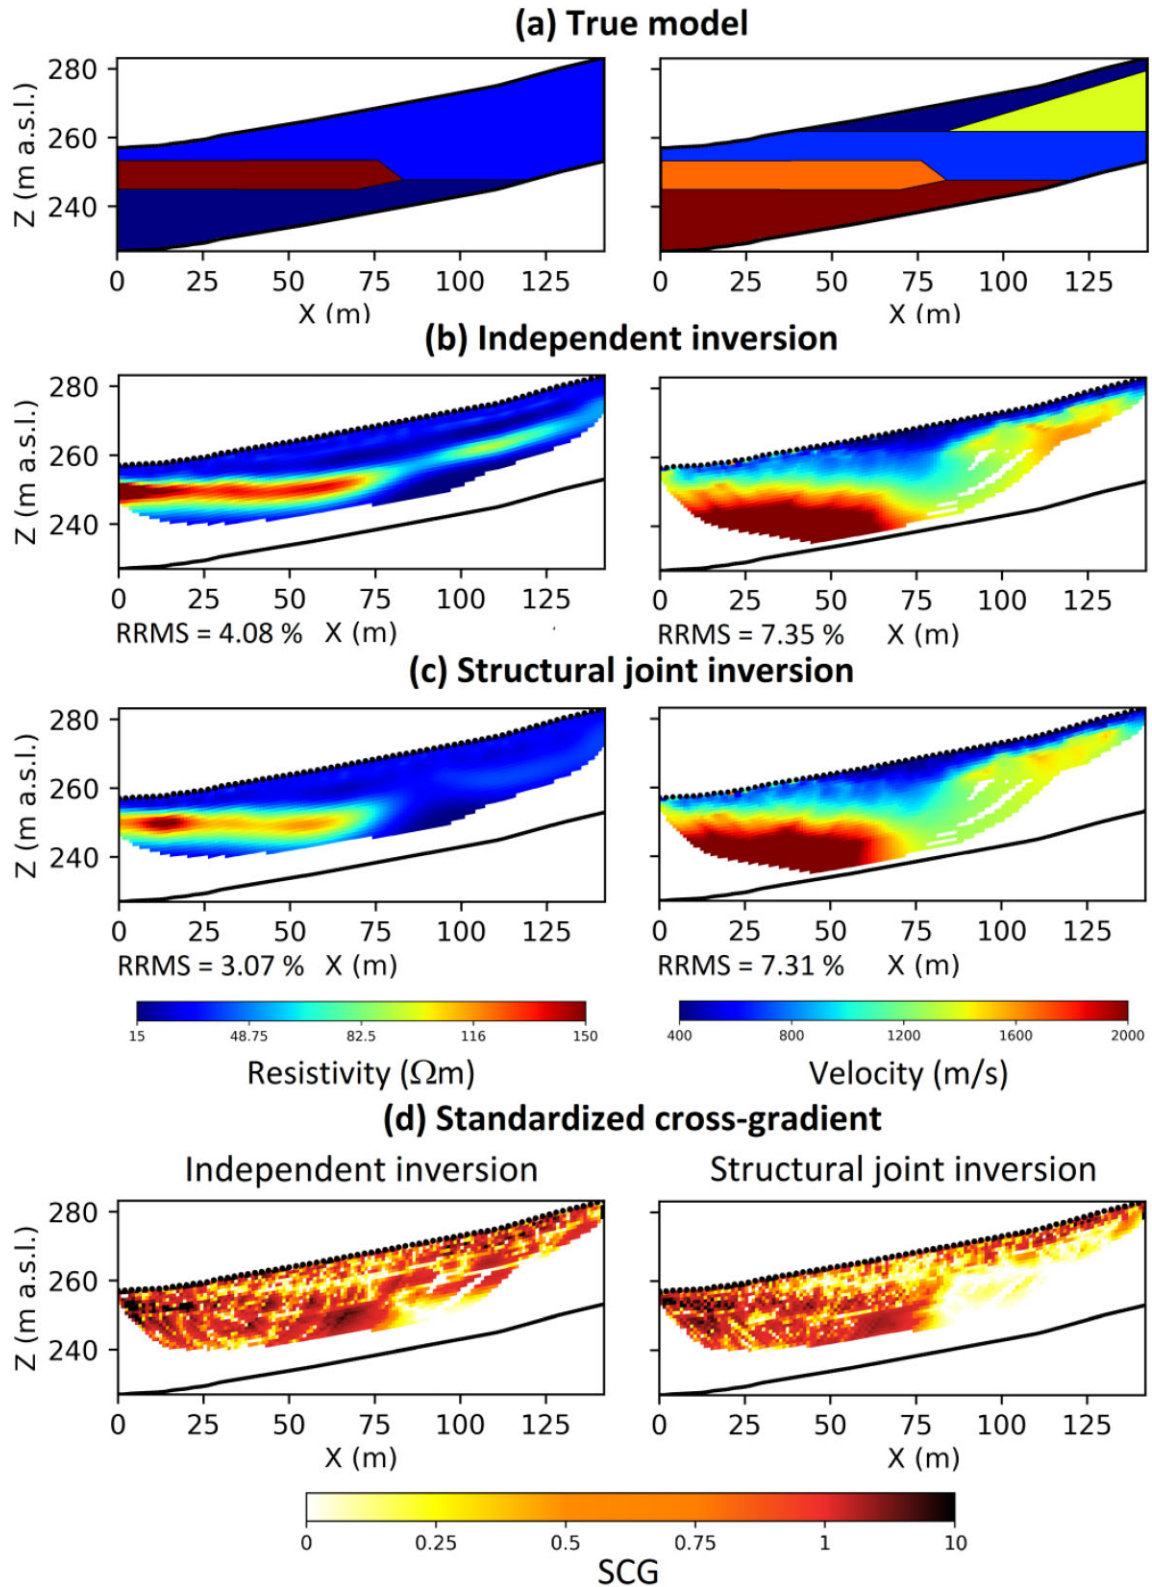 (a) True model
280
260
240
Z (m a.s.l.)
0 25 50 75 100 125
X (m)
0 25 50 75 100 125
X (m)
(b) Independent inversion
280
260
240
Z (m a.s.l.)
0 25 50 75 100 125
RRMS = 4.08 % X (m)
0 25 50 75 100 125
RRMS = 7.35 % X (m)
(c) Structural joint inversion
280
260
240
Z (m a.s.l.)
0 25 50 75 100 125
RRMS = 3.07 % X (m)
0 25 50 75 100 125
RRMS = 7.31 % X (m)
15 48.75 82.5 116 150
Resistivity (Ωm)
400 800 1200 1600 2000
Velocity (m/s)
(d) Standardized cross-gradient
Independent inversion
Structural joint inversion
280
260
240
Z (m a.s.l.)
0 25 50 75 100 125
X (m)
0 25 50 75 100 125
X (m)
0 0.25 0.5 0.75 1 10
SCG